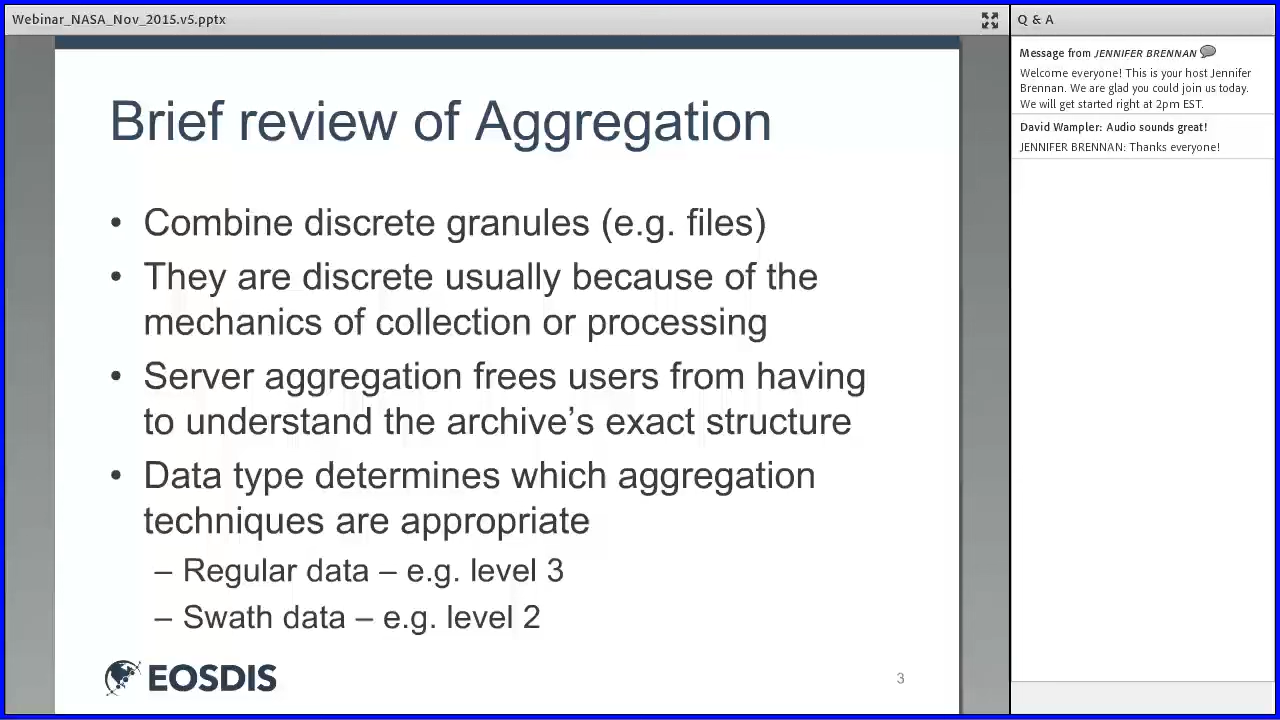 Webinar_NASA_Nov_2015.v5.pptx
Brief review of Aggregation
• Combine discrete granules (e.g. files)
• They are discrete usually because of the
mechanics of collection or processing
• Server aggregation frees users from having
to understand the archive's exact structure
• Data type determines which aggregation
techniques are appropriate
– Regular data – e.g. level 3
– Swath data – e.g. level 2
EOSDIS
3
Q & A
Message from JENNIFER BRENNAN
Welcome everyone! This is your host Jennifer
Brennan. We are glad you could join us today.
We will get started right at 2pm EST.
David Wampler: Audio sounds great!
JENNIFER BRENNAN: Thanks everyone!